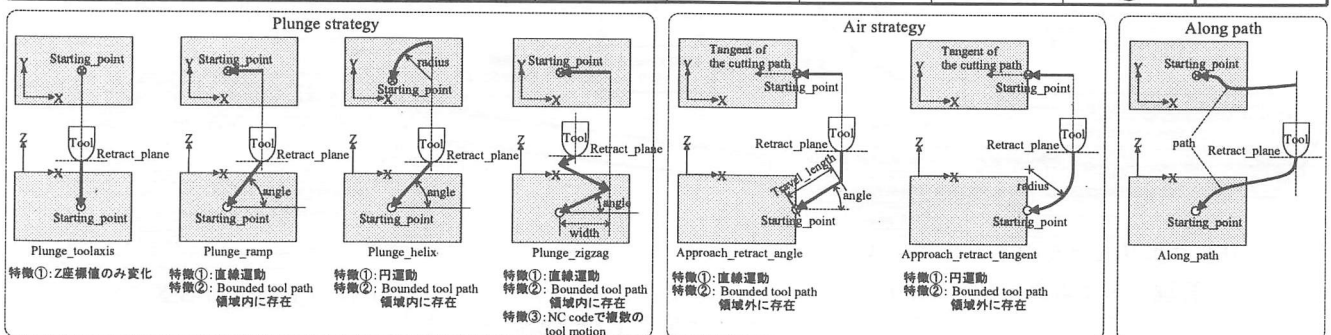 Plunge strategy
Starting_point
Y
X
Z
Tool
Retract_plane
X
Starting_point
Plunge_toolaxis
特徴①:Z座標値のみ変化
Starting_point
Y
X
Z
Tool
Retract_plane
X
angle
Starting_point
Plunge_ramp
特徴①:直線運動
特徴②: Bounded tool path
領域内に存在
radius
Starting_point
Y
X
Z
Tool
Retract_plane
X
angle
Starting_point
Plunge_helix
特徴①:円運動
特徴②: Bounded tool path
領域内に存在
Starting_point
Y
X
Z
Tool
Retract_plane
X
angle
Starting_point
width
Plunge_zigzag
特徴①:直線運動
特徴②: Bounded tool path
領域内に存在
特徴③:NC codeで複数の
tool motion
Air strategy
Tangent of
the cutting path
Y
X
Starting_point
Z
Tool
Retract_plane
X
Travel_length
angle
Starting_point
Approach_retract_angle
特徴①:直線運動
特徴②: Bounded tool path
領域外に存在
Tangent of
the cutting path
Y
X
Starting_point
Z
Tool
Retract_plane
X
radius
Starting_point
Approach_retract_tangent
特徴①:円運動
特徴②: Bounded tool path
領域外に存在
Along path
Starting_point
Y
X
path
Z
Tool
Retract_plane
X
Starting_point
Along_path